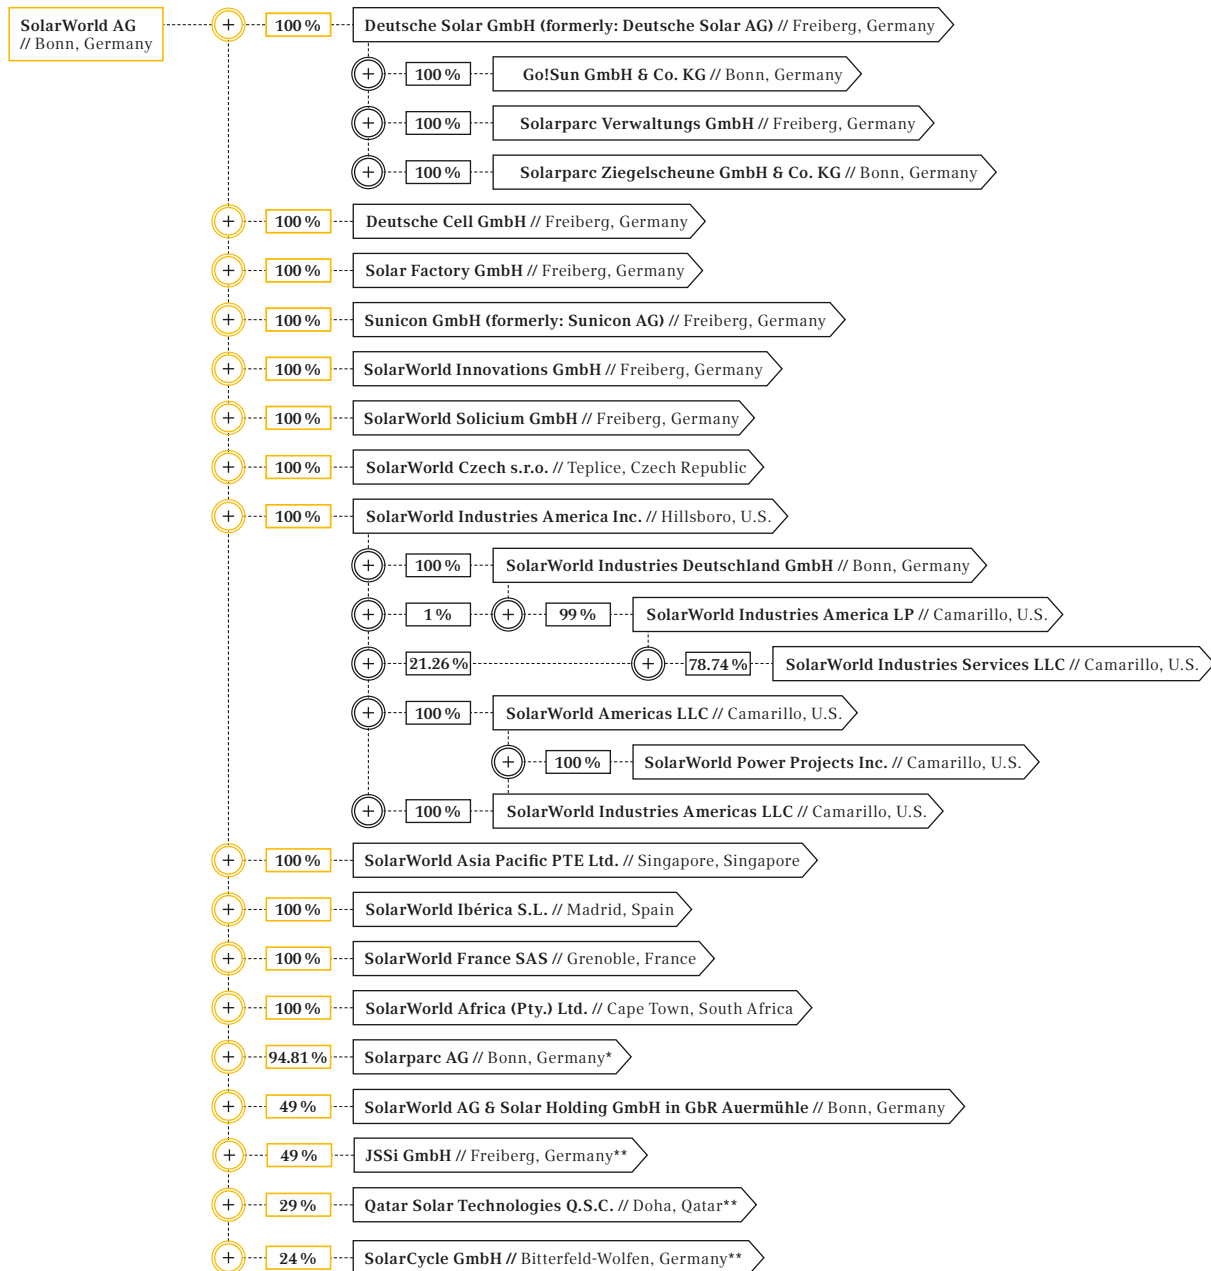 SolarWorld AG
// Bonn, Germany
+ 100 % Deutsche Solar GmbH (formerly: Deutsche Solar AG) // Freiberg, Germany
+ 100 % Go!Sun GmbH & Co. KG // Bonn, Germany
+ 100 % Solarparc Verwaltungs GmbH // Freiberg, Germany
+ 100 % Solarparc Ziegelscheune GmbH & Co. KG // Bonn, Germany
+ 100 % Deutsche Cell GmbH // Freiberg, Germany
+ 100 % Solar Factory GmbH // Freiberg, Germany
+ 100 % Sunicon GmbH (formerly: Sunicon AG) // Freiberg, Germany
+ 100 % SolarWorld Innovations GmbH // Freiberg, Germany
+ 100 % SolarWorld Solicium GmbH // Freiberg, Germany
+ 100 % SolarWorld Czech s.r.o. // Teplice, Czech Republic
+ 100 % SolarWorld Industries America Inc. // Hillsboro, U.S.
+ 100 % SolarWorld Industries Deutschland GmbH // Bonn, Germany
+ 1 % + 99 % SolarWorld Industries America LP // Camarillo, U.S.
+ 21.26 % + 78.74 % SolarWorld Industries Services LLC // Camarillo, U.S.
+ 100 % SolarWorld Americas LLC // Camarillo, U.S.
+ 100 % SolarWorld Power Projects Inc. // Camarillo, U.S.
+ 100 % SolarWorld Industries Americas LLC // Camarillo, U.S.
+ 100 % SolarWorld Asia Pacific PTE Ltd. // Singapore, Singapore
+ 100 % SolarWorld Ibérica S.L. // Madrid, Spain
+ 100 % SolarWorld France SAS // Grenoble, France
+ 100 % SolarWorld Africa (Pty.) Ltd. // Cape Town, South Africa
+ 94.81 % Solarparc AG // Bonn, Germany*
+ 49 % SolarWorld AG & Solar Holding GmbH in GbR Auermühle // Bonn, Germany
+ 49 % JSSi GmbH // Freiberg, Germany**
+ 29 % Qatar Solar Technologies Q.S.C. // Doha, Qatar**
+ 24 % SolarCycle GmbH // Bitterfeld-Wolfen, Germany**